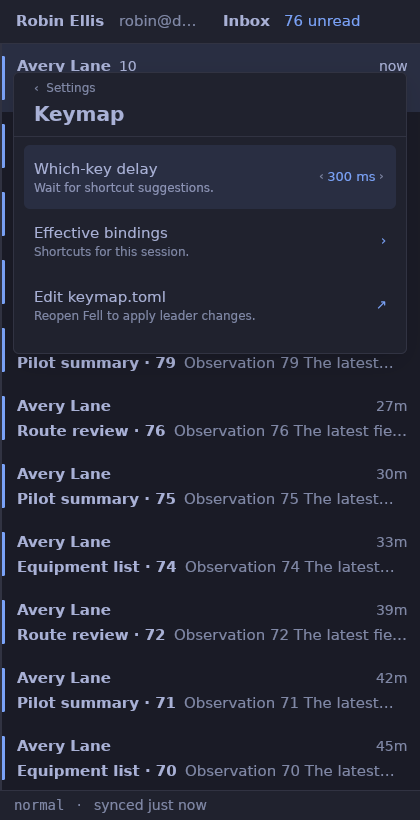 Robin Ellis robin@d… Inbox 76 unread
Avery Lane 10 now
‹ Settings
Keymap
Which-key delay ‹ 300 ms ›
Wait for shortcut suggestions.
Effective bindings ›
Shortcuts for this session.
Edit keymap.toml ↗
Reopen Fell to apply leader changes.
Pilot summary · 79 Observation 79 The latest…
Avery Lane 27m
Route review · 76 Observation 76 The latest fie…
Avery Lane 30m
Pilot summary · 75 Observation 75 The latest…
Avery Lane 33m
Equipment list · 74 Observation 74 The latest…
Avery Lane 39m
Route review · 72 Observation 72 The latest fie…
Avery Lane 42m
Pilot summary · 71 Observation 71 The latest…
Avery Lane 45m
Equipment list · 70 Observation 70 The latest…
normal · synced just now